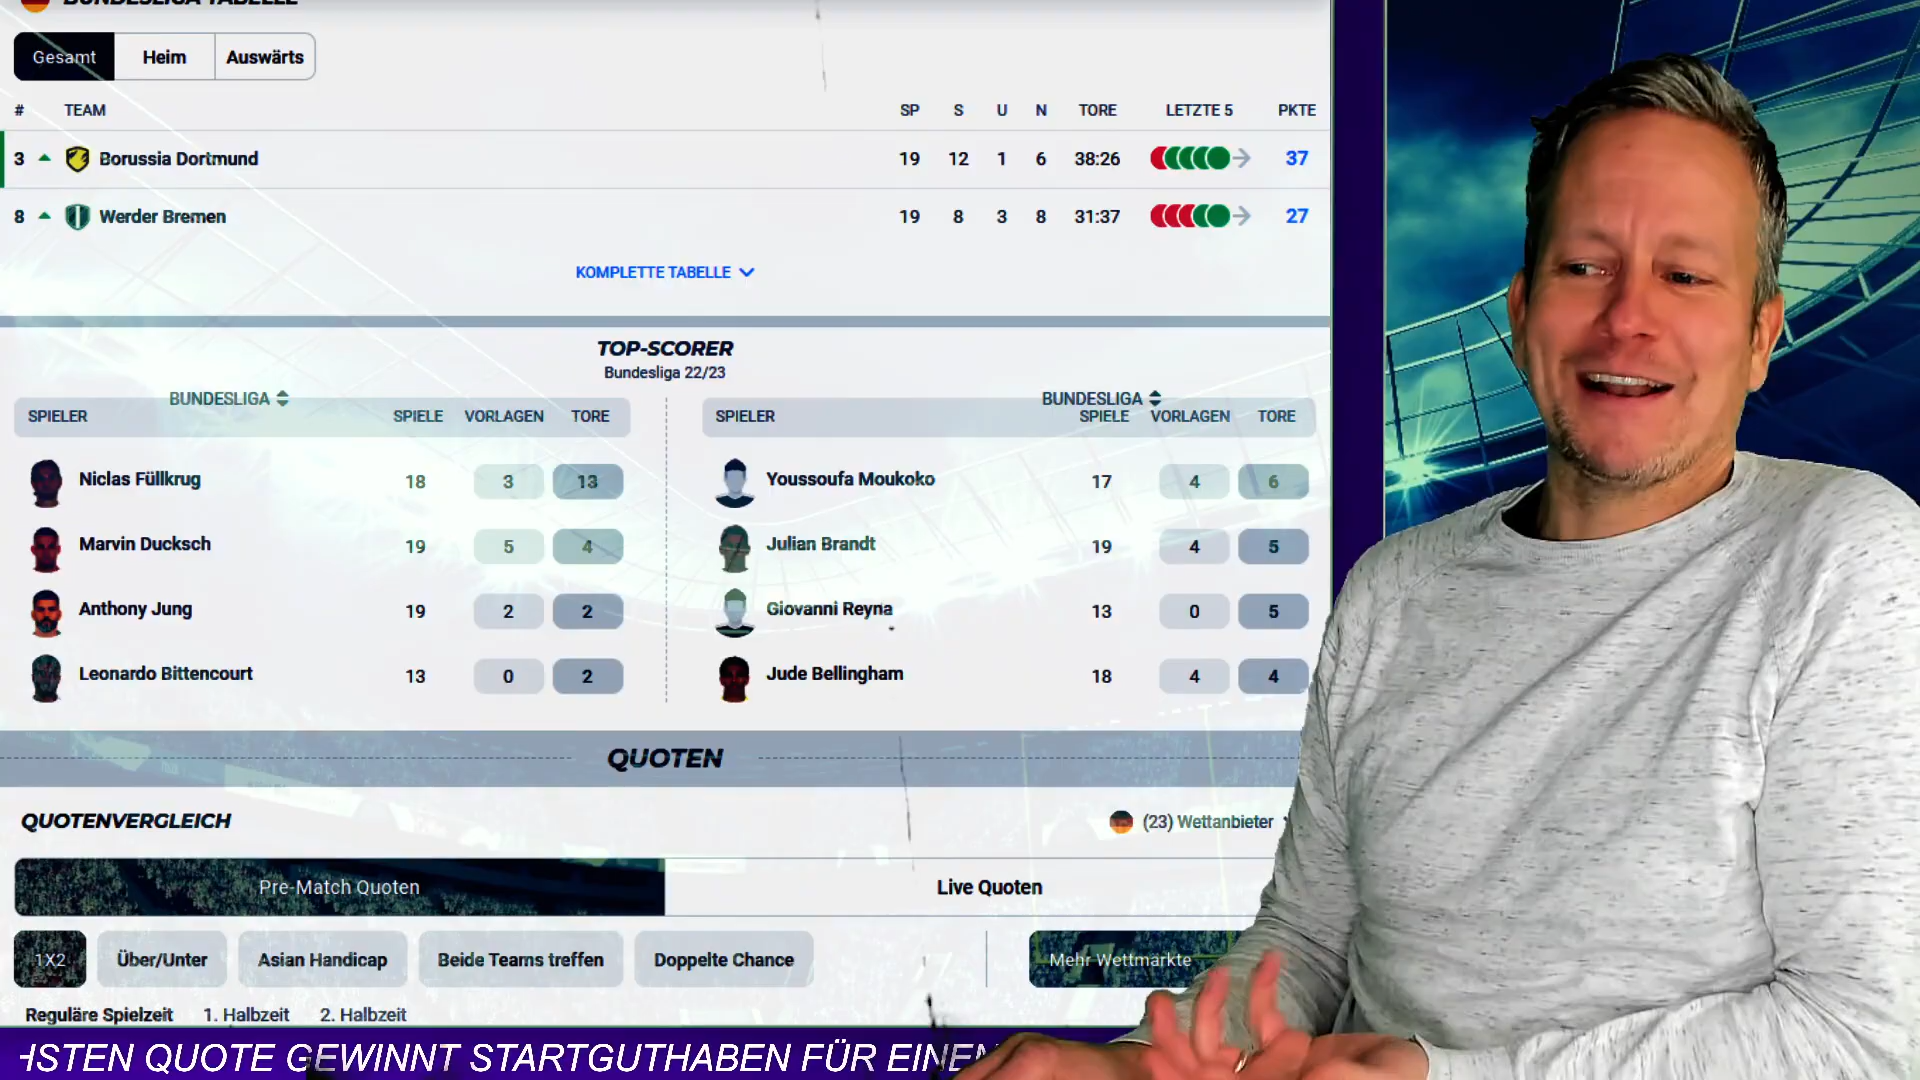 BUNDESLIGA TABELLE
Gesamt Heim Auswärts
# TEAM SP S U N TORE LETZTE 5 PKTE
3 Borussia Dortmund 19 12 1 6 38:26 37
8 Werder Bremen 19 8 3 8 31:37 27
KOMPLETTE TABELLE
TOP-SCORER
Bundesliga 22/23
BUNDESLIGA
SPIELER SPIELE VORLAGEN TORE
Niclas Füllkrug 18 3 13
Marvin Ducksch 19 5 4
Anthony Jung 19 2 2
Leonardo Bittencourt 13 0 2
BUNDESLIGA
SPIELER SPIELE VORLAGEN TORE
Youssoufa Moukoko 17 4 6
Julian Brandt 19 4 5
Giovanni Reyna 13 0 5
Jude Bellingham 18 4 4
QUOTEN
QUOTENVERGLEICH (23) Wettanbieter
Pre-Match Quoten Live Quoten
1X2 Über/Unter Asian Handicap Beide Teams treffen Doppelte Chance Mehr Wettmärkte
Reguläre Spielzeit 1. Halbzeit 2. Halbzeit
HSTEN QUOTE GEWINNT STARTGUTHABEN FÜR EINEN